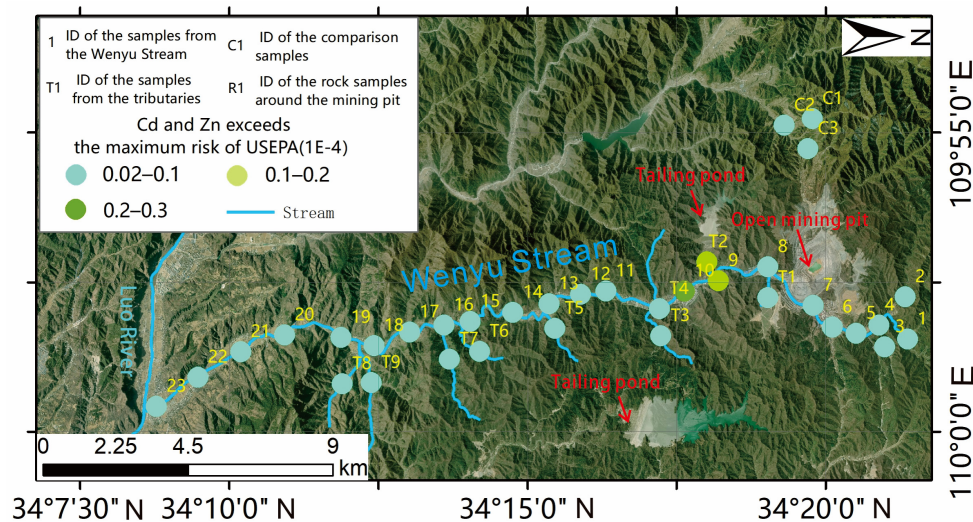 1 ID of the samples from the Wenyu Stream
C1 ID of the comparison samples
T1 ID of the samples from the tributaries
R1 ID of the rock samples around the mining pit
Cd and Zn exceeds
the maximum risk of USEPA(1E-4)
0.02–0.1
0.1–0.2
0.2–0.3
Stream
N
C2
C1
C3
109°55'0"E
Tailing pond
Open mining pit
Wenyu Stream
T2
9
8
10
T1
7
2
6
5
4
3
1
T4
T3
11
12
13
14
T5
15
16
T6
17
T7
18
19
T8
T9
20
21
22
23
Luo River
Tailing pond
110°0'0"E
0 2.25 4.5 9
km
34°7'30"N 34°10'0"N 34°15'0"N 34°20'0"N